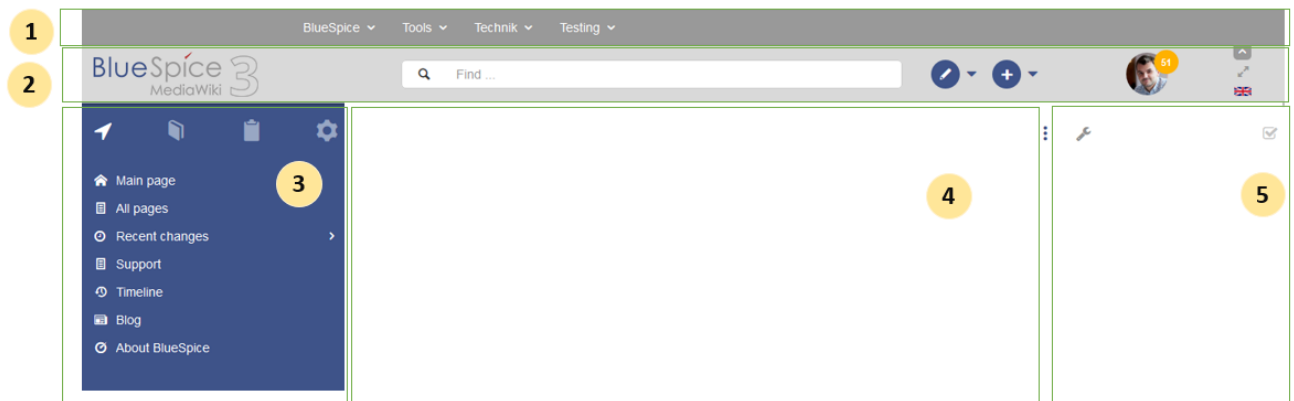 1
BlueSpice Tools Technik Testing
2
BlueSpice 3
MediaWiki
Find ...
51
3
Main page
All pages
Recent changes
Support
Timeline
Blog
About BlueSpice
4
5